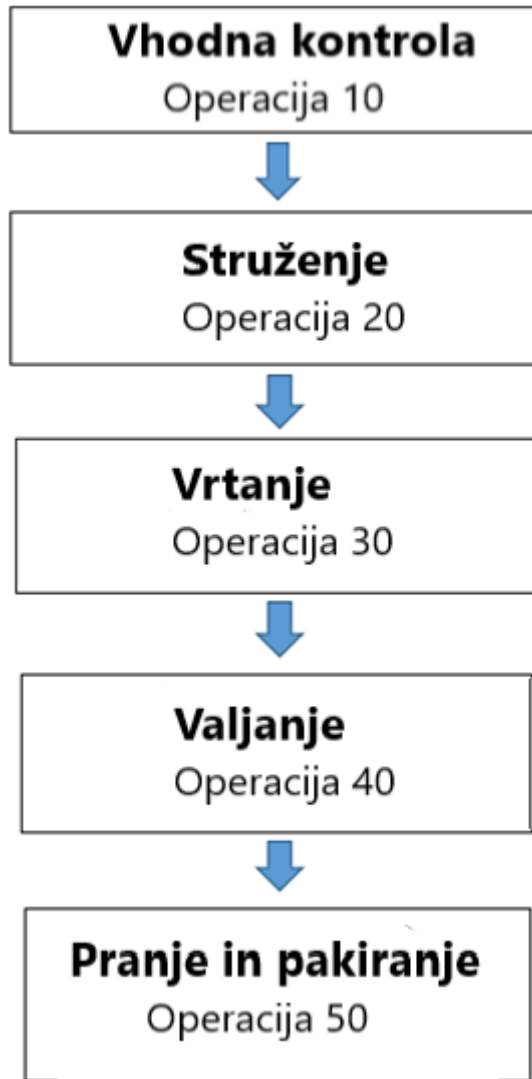 Vhodna kontrola
Operacija 10
Struženje
Operacija 20
Vrtanje
Operacija 30
Valjanje
Operacija 40
Pranje in pakiranje
Operacija 50